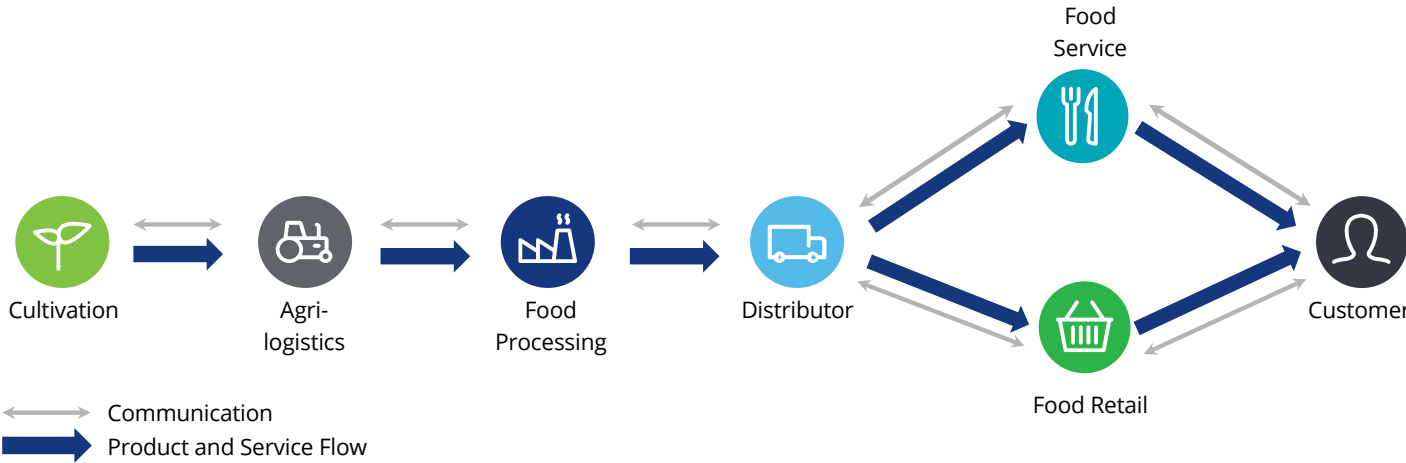 Food
Service
Cultivation
Agri-
logistics
Food
Processing
Distributor
Customer
Food Retail
Communication
Product and Service Flow